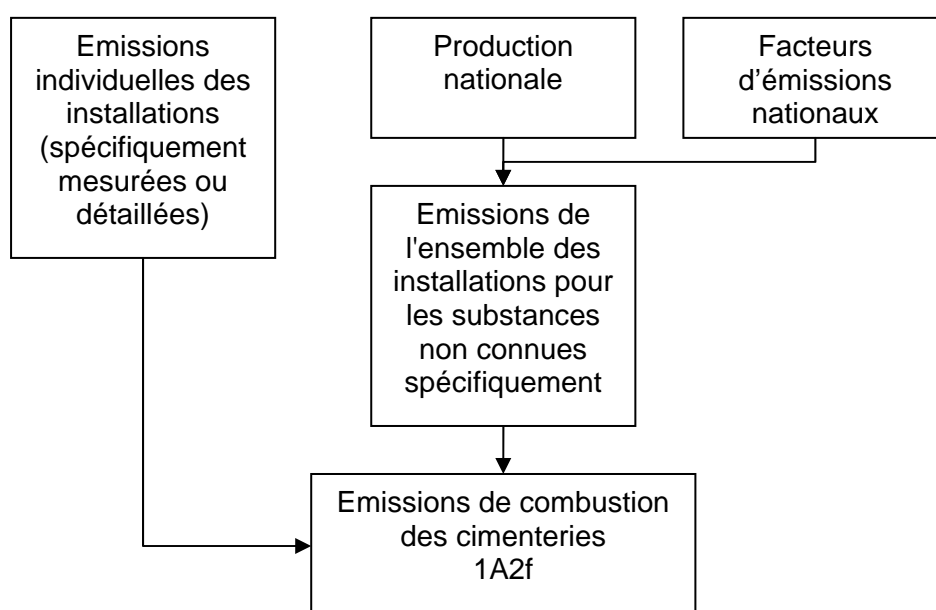 Emissions
individuelles des
installations
(spécifiquement
mesurées ou
détaillées)
Production
nationale
Facteurs
d’émissions
nationaux
Emissions de
l'ensemble des
installations pour
les substances
non connues
spécifiquement
Emissions de combustion
des cimenteries
1A2f